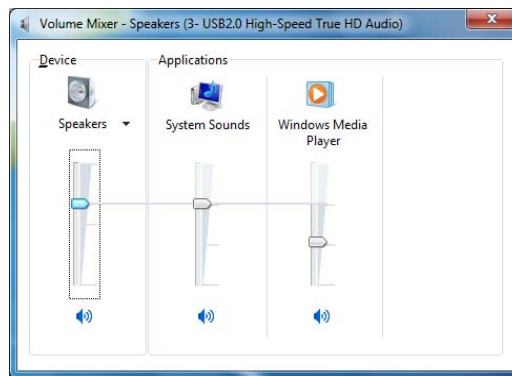 Volume Mixer - Speakers (3- USB2.0 High-Speed True HD Audio)
Device
Applications
Speakers
System Sounds
Windows Media
Player